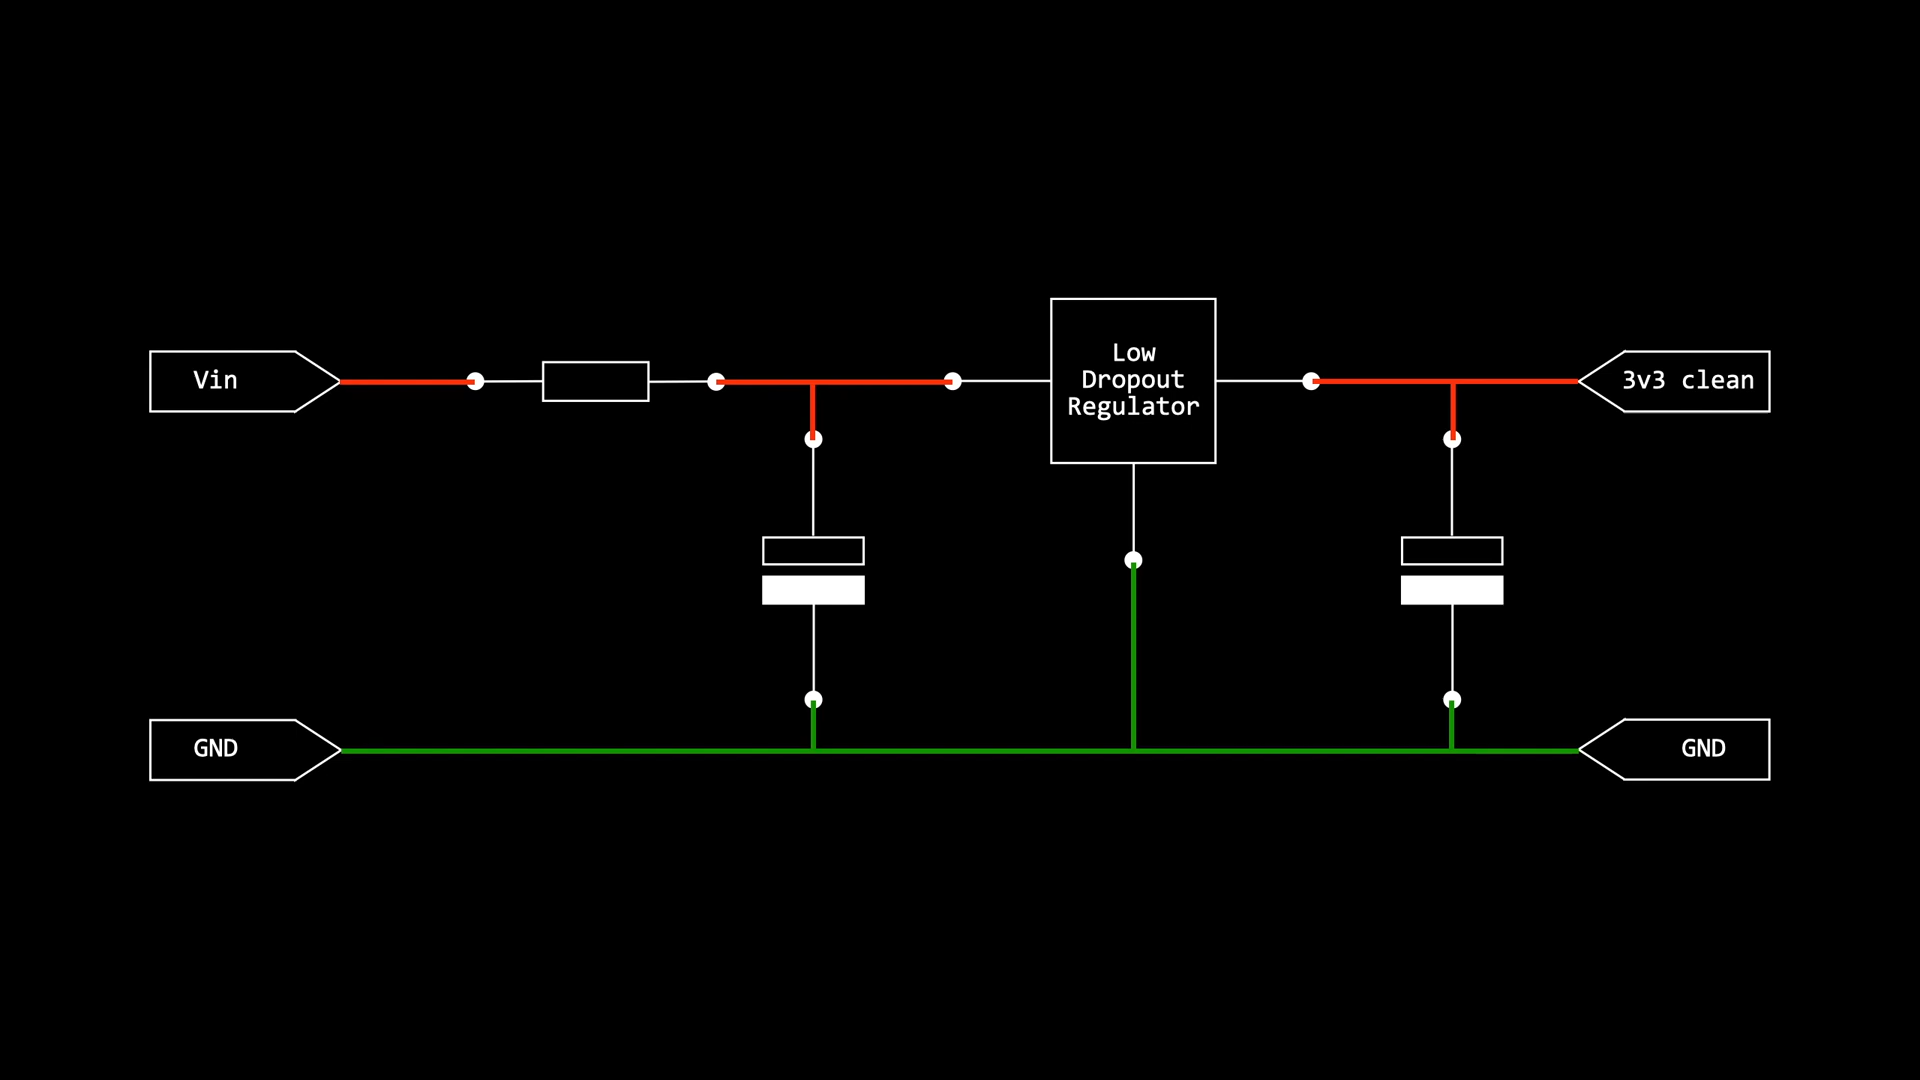 Vin
Low
Dropout
Regulator
3v3 clean
GND
GND